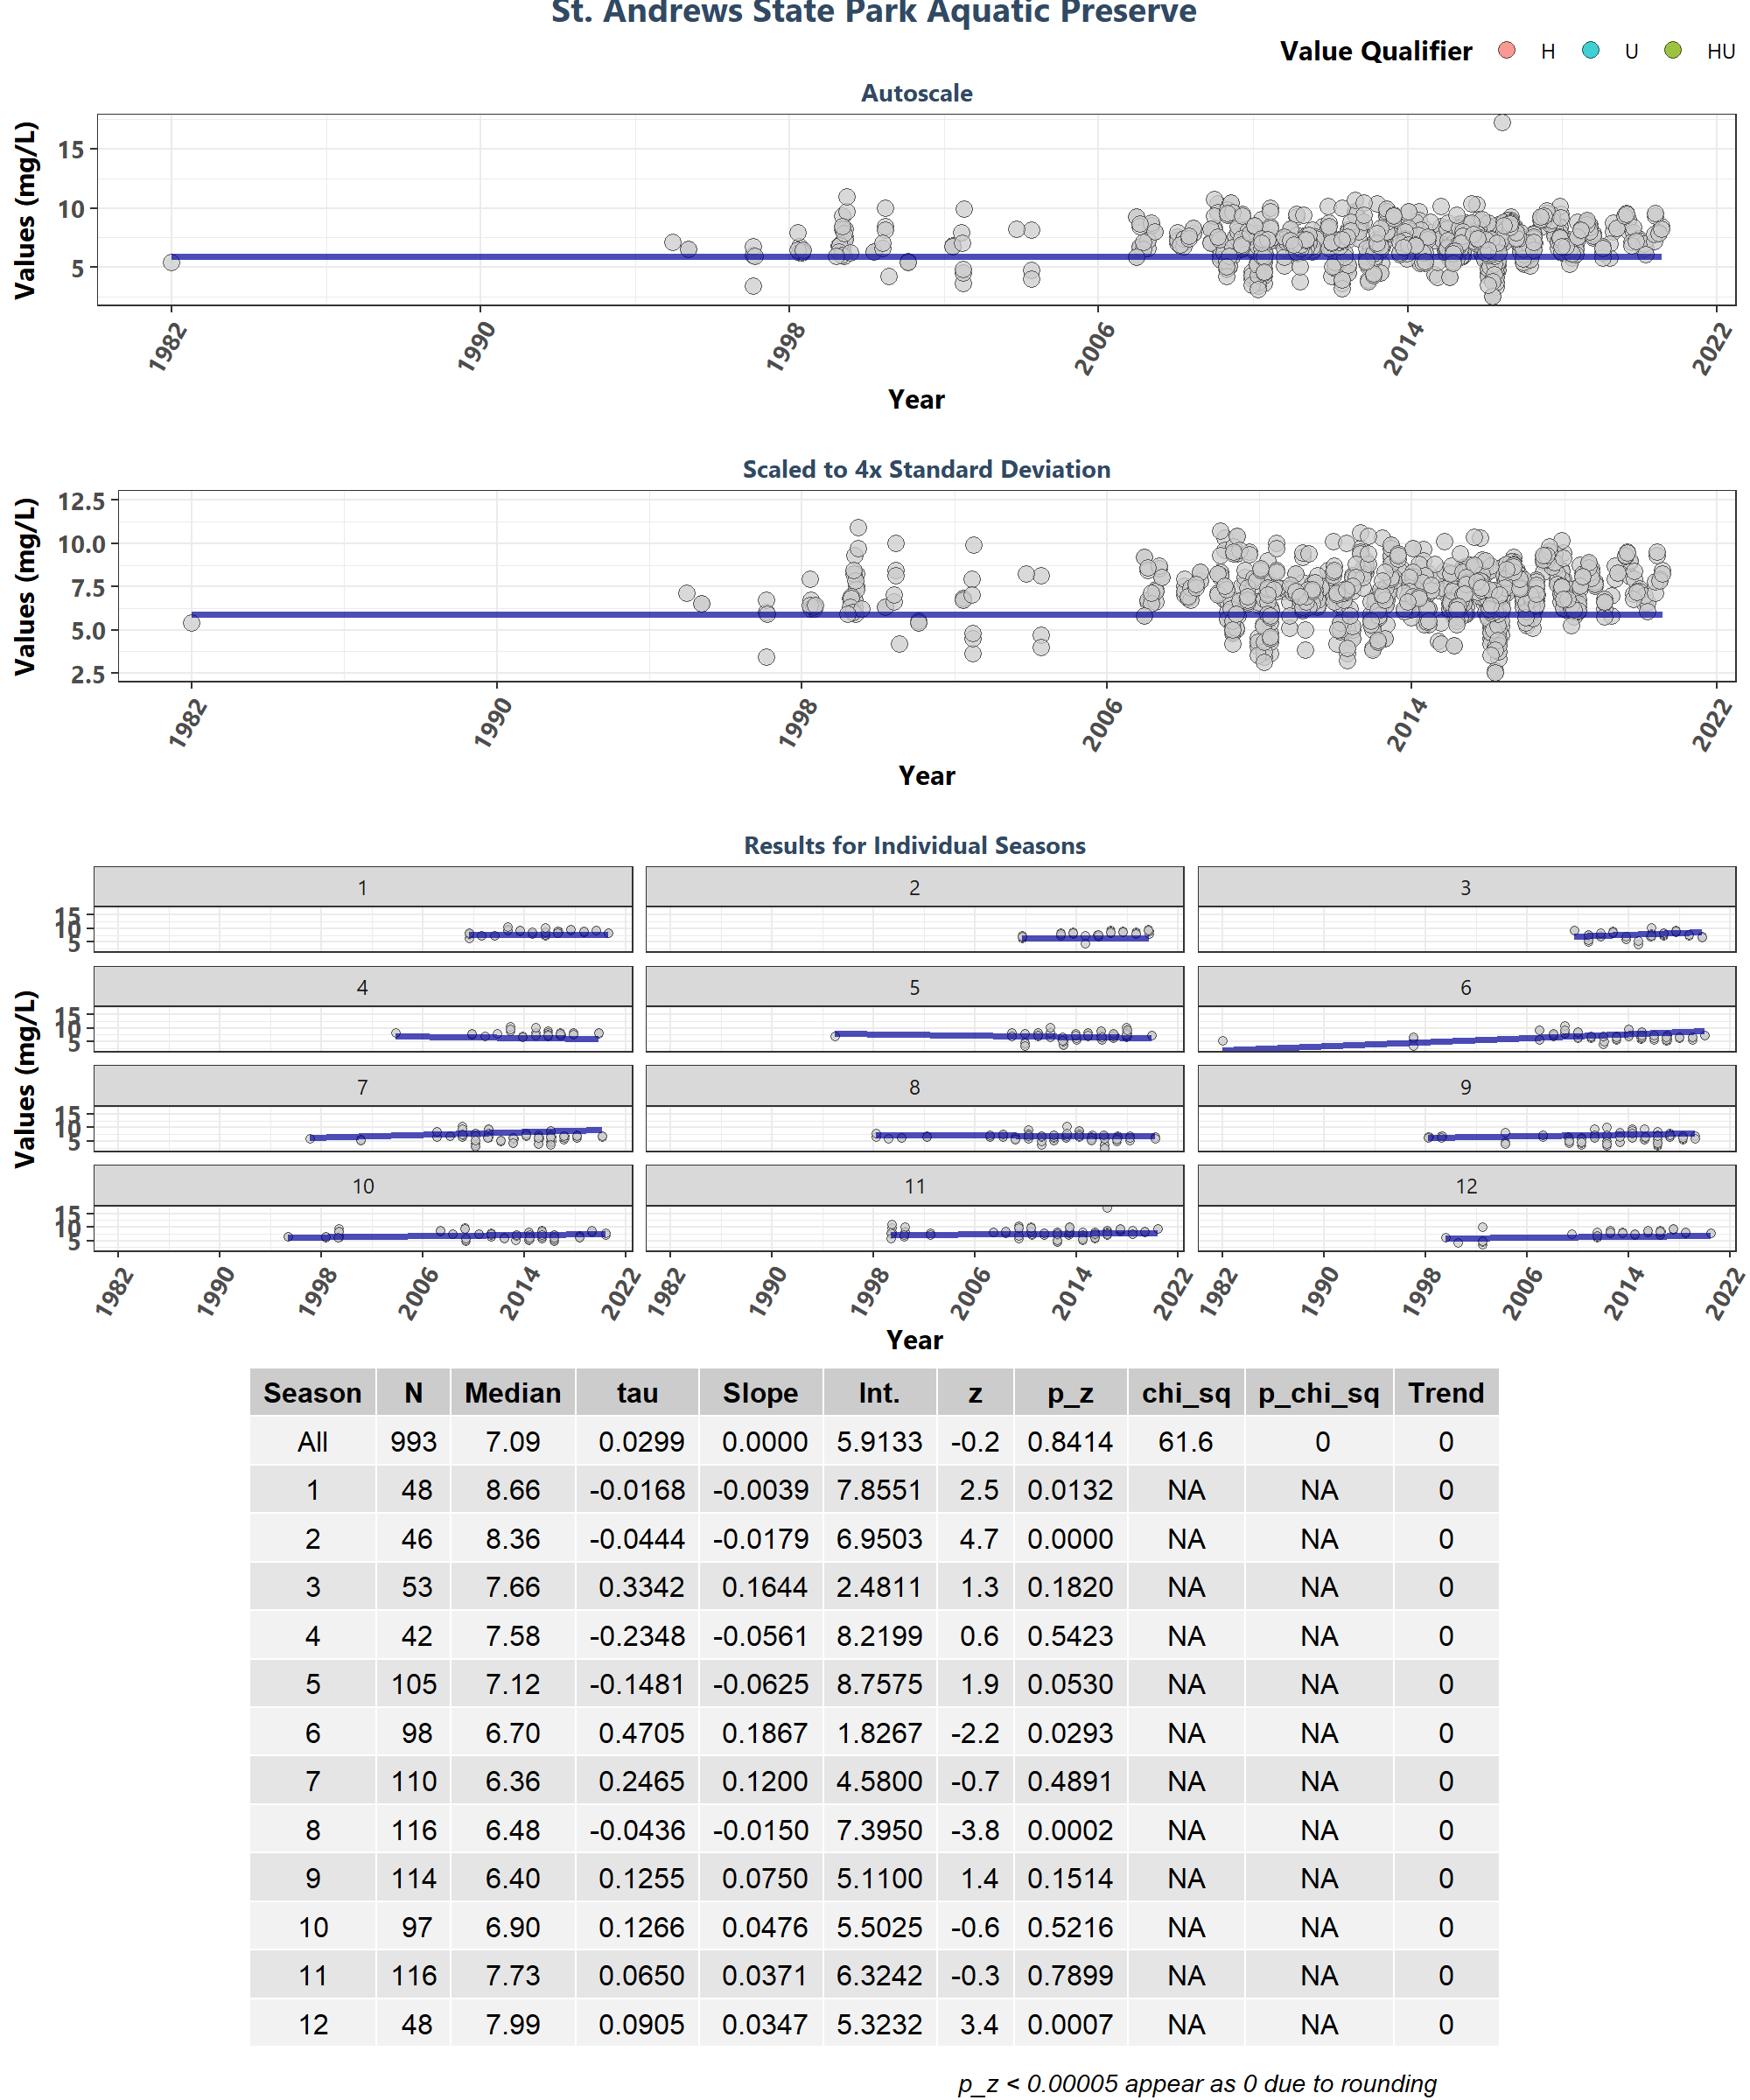 St. Andrews State Park Aquatic Preserve
Value Qualifier H U HU
Autoscale
Values (mg/L)
15
10
5
1982 1990 1998 2006 2014 2022
Year
Scaled to 4x Standard Deviation
Values (mg/L)
12.5
10.0
7.5
5.0
2.5
1982 1990 1998 2006 2014 2022
Year
Results for Individual Seasons
Values (mg/L)
1 2 3
15
10
5
4 5 6
15
10
5
7 8 9
15
10
5
10 11 12
15
10
5
1982 1990 1998 2006 2014 2022 1982 1990 1998 2006 2014 2022 1982 1990 1998 2006 2014 2022
Year
Season N Median tau Slope Int. z p_z chi_sq p_chi_sq Trend
All 993 7.09 0.0299 0.0000 5.9133 -0.2 0.8414 61.6 0 0
1 48 8.66 -0.0168 -0.0039 7.8551 2.5 0.0132 NA NA 0
2 46 8.36 -0.0444 -0.0179 6.9503 4.7 0.0000 NA NA 0
3 53 7.66 0.3342 0.1644 2.4811 1.3 0.1820 NA NA 0
4 42 7.58 -0.2348 -0.0561 8.2199 0.6 0.5423 NA NA 0
5 105 7.12 -0.1481 -0.0625 8.7575 1.9 0.0530 NA NA 0
6 98 6.70 0.4705 0.1867 1.8267 -2.2 0.0293 NA NA 0
7 110 6.36 0.2465 0.1200 4.5800 -0.7 0.4891 NA NA 0
8 116 6.48 -0.0436 -0.0150 7.3950 -3.8 0.0002 NA NA 0
9 114 6.40 0.1255 0.0750 5.1100 1.4 0.1514 NA NA 0
10 97 6.90 0.1266 0.0476 5.5025 -0.6 0.5216 NA NA 0
11 116 7.73 0.0650 0.0371 6.3242 -0.3 0.7899 NA NA 0
12 48 7.99 0.0905 0.0347 5.3232 3.4 0.0007 NA NA 0
p_z < 0.00005 appear as 0 due to rounding